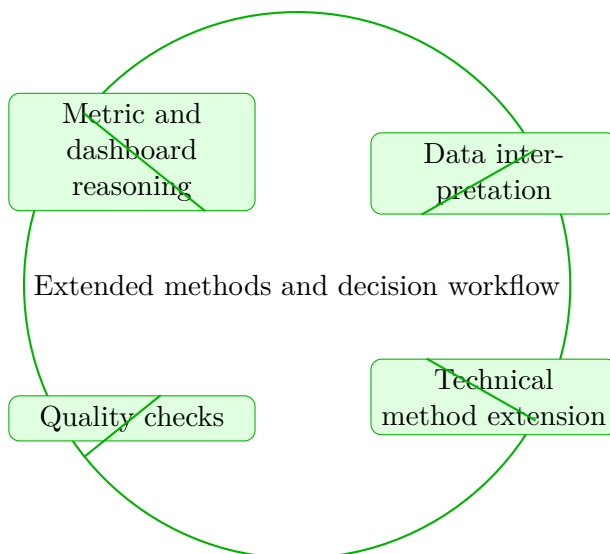 Metric and
dashboard
reasoning
Data inter-
pretation
Extended methods and decision workflow
Technical
method extension
Quality checks